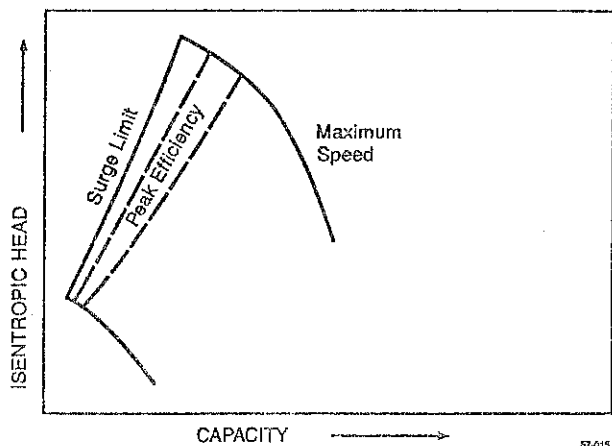 Surge Limit
Peak Efficiency
Maximum
Speed
ISENTROPIC HEAD
CAPACITY